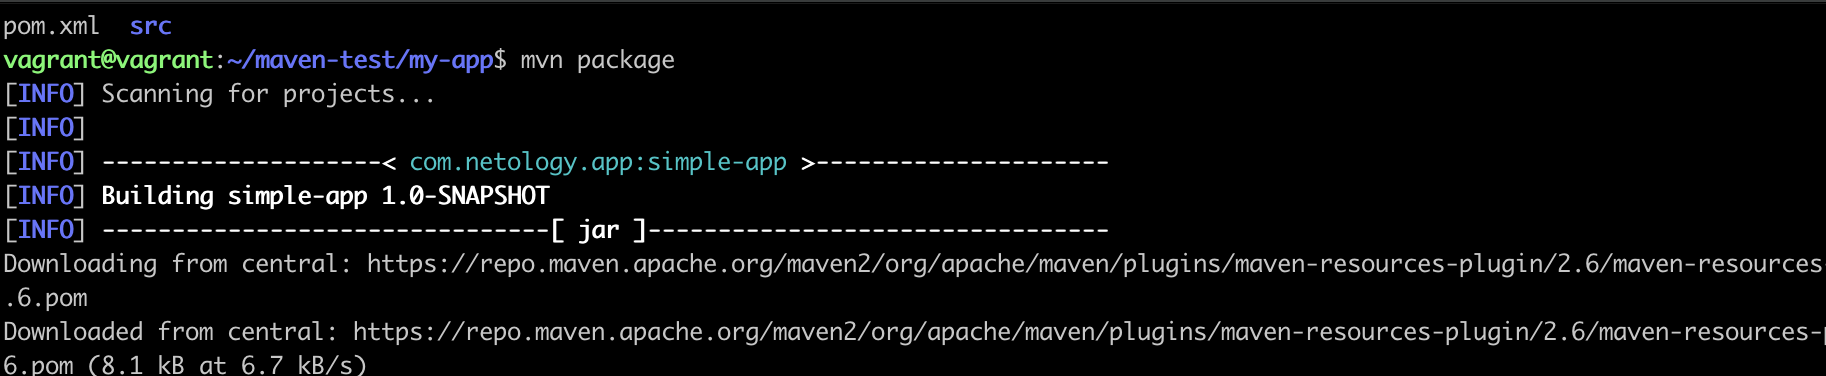 pom.xml  src
vagrant@vagrant:~/maven-test/my-app$ mvn package
[INFO] Scanning for projects...
[INFO]
[INFO] --------------------< com.netology.app:simple-app >---------------------
[INFO] Building simple-app 1.0-SNAPSHOT
[INFO] --------------------------------[ jar ]---------------------------------
Downloading from central: https://repo.maven.apache.org/maven2/org/apache/maven/plugins/maven-resources-plugin/2.6/maven-resources-
.6.pom
Downloaded from central: https://repo.maven.apache.org/maven2/org/apache/maven/plugins/maven-resources-plugin/2.6/maven-resources-p
6.pom (8.1 kB at 6.7 kB/s)